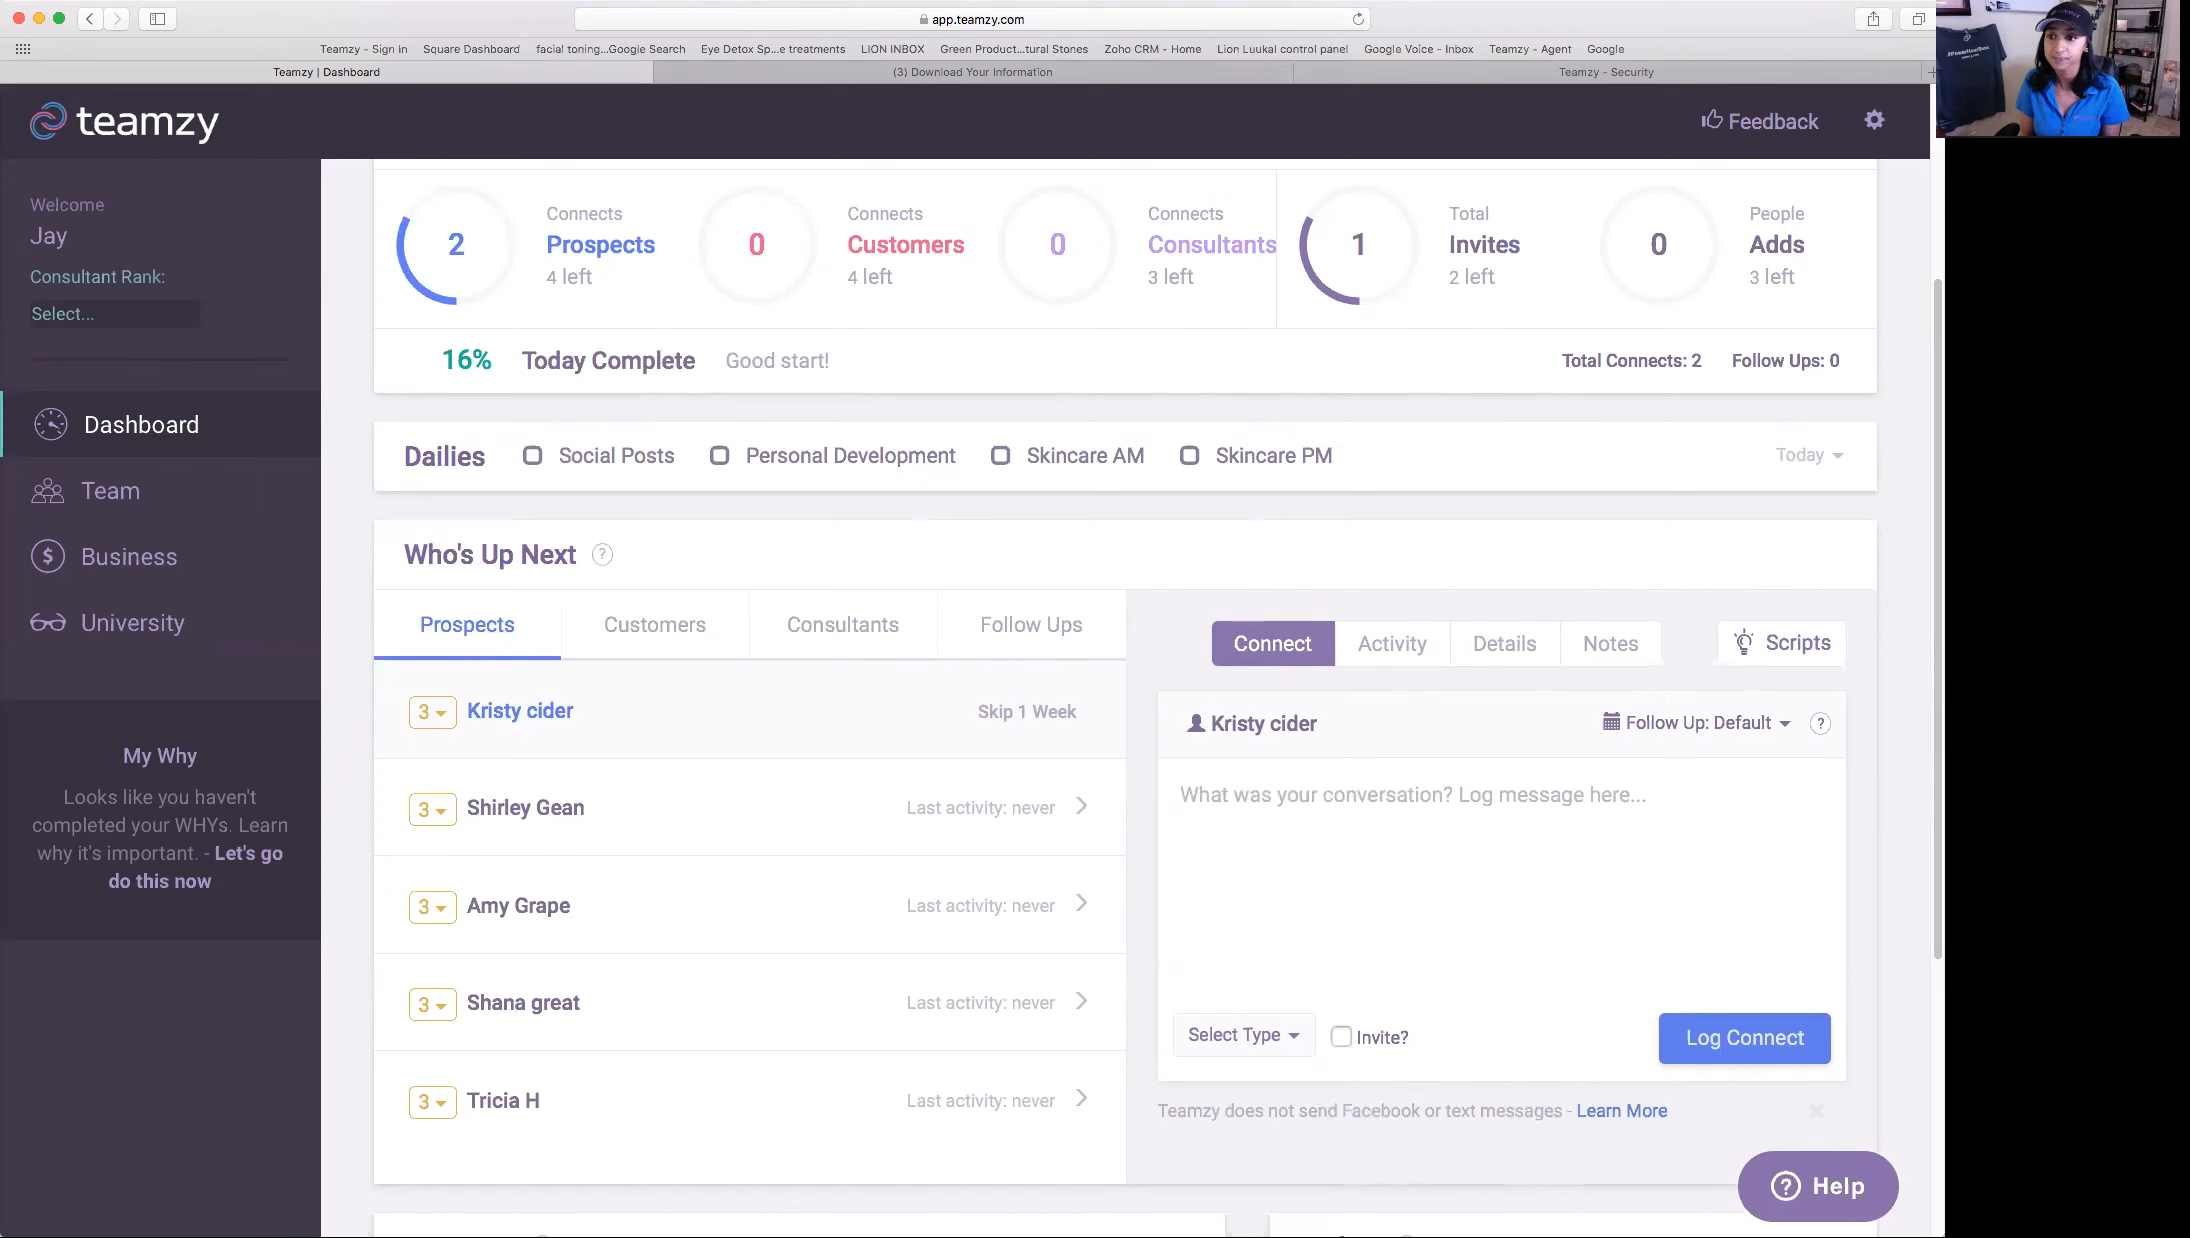 app.teamzy.com
Teamzy - Sign in Square Dashboard facial toning...Google Search Eye Detox Sp...e treatments LION INBOX Green Product...tural Stones Zoho CRM - Home Lion Luukal control panel Google Voice - Inbox Teamzy - Agent Google
Teamzy | Dashboard (3) Download Your Information Teamzy - Security
teamzy
Feedback
Welcome
Jay
Consultant Rank:
Select...
Dashboard
Team
Business
University
My Why
Looks like you haven't
completed your WHYs. Learn
why it's important. - Let's go
do this now
2
Connects
Prospects
4 left
0
Connects
Customers
4 left
0
Connects
Consultants
3 left
1
Total
Invites
2 left
0
People
Adds
3 left
16% Today Complete Good start! Total Connects: 2 Follow Ups: 0
Dailies Social Posts Personal Development Skincare AM Skincare PM Today
Who's Up Next ?
Prospects Customers Consultants Follow Ups
3 Kristy cider Skip 1 Week
3 Shirley Gean Last activity: never
3 Amy Grape Last activity: never
3 Shana great Last activity: never
3 Tricia H Last activity: never
Connect Activity Details Notes Scripts
Kristy cider Follow Up: Default ?
What was your conversation? Log message here...
Select Type Invite? Log Connect
Teamzy does not send Facebook or text messages - Learn More
? Help